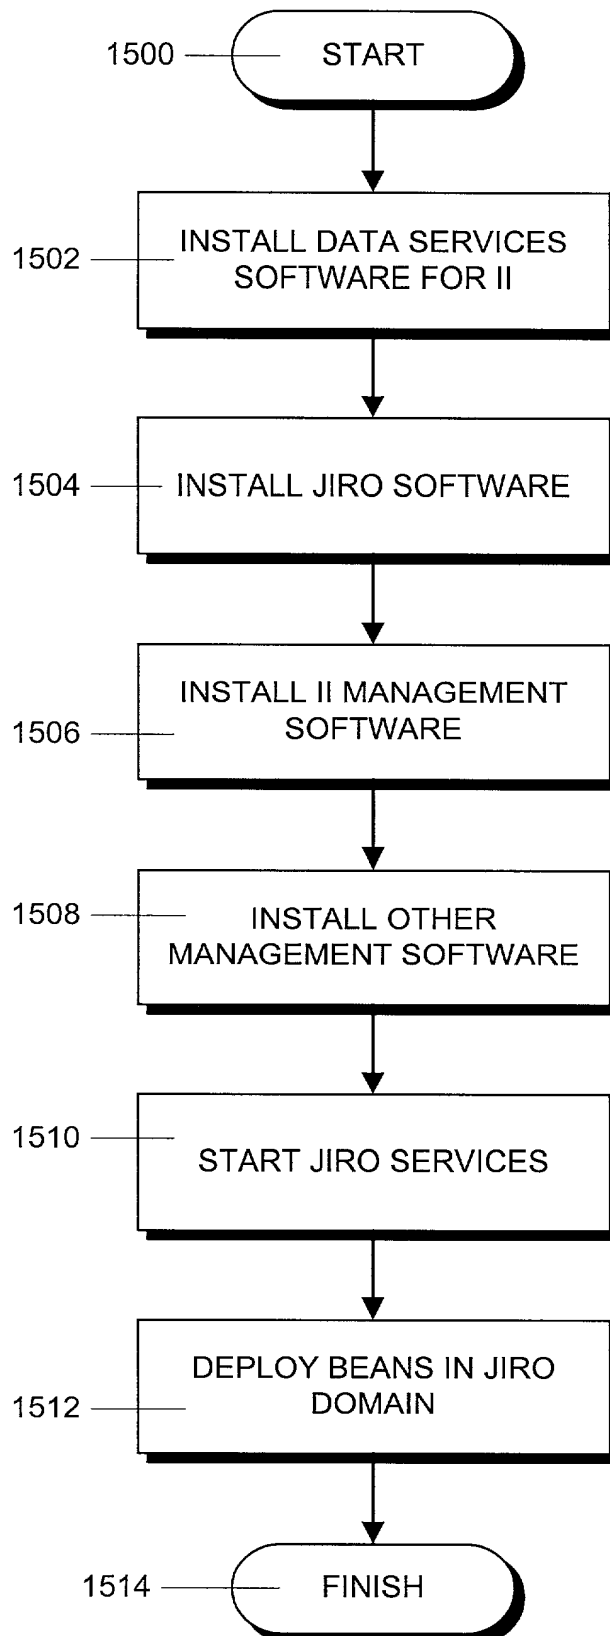 1500
START
1502
INSTALL DATA SERVICES
SOFTWARE FOR II
1504
INSTALL JIRO SOFTWARE
1506
INSTALL II MANAGEMENT
SOFTWARE
1508
INSTALL OTHER
MANAGEMENT SOFTWARE
1510
START JIRO SERVICES
1512
DEPLOY BEANS IN JIRO
DOMAIN
1514
FINISH